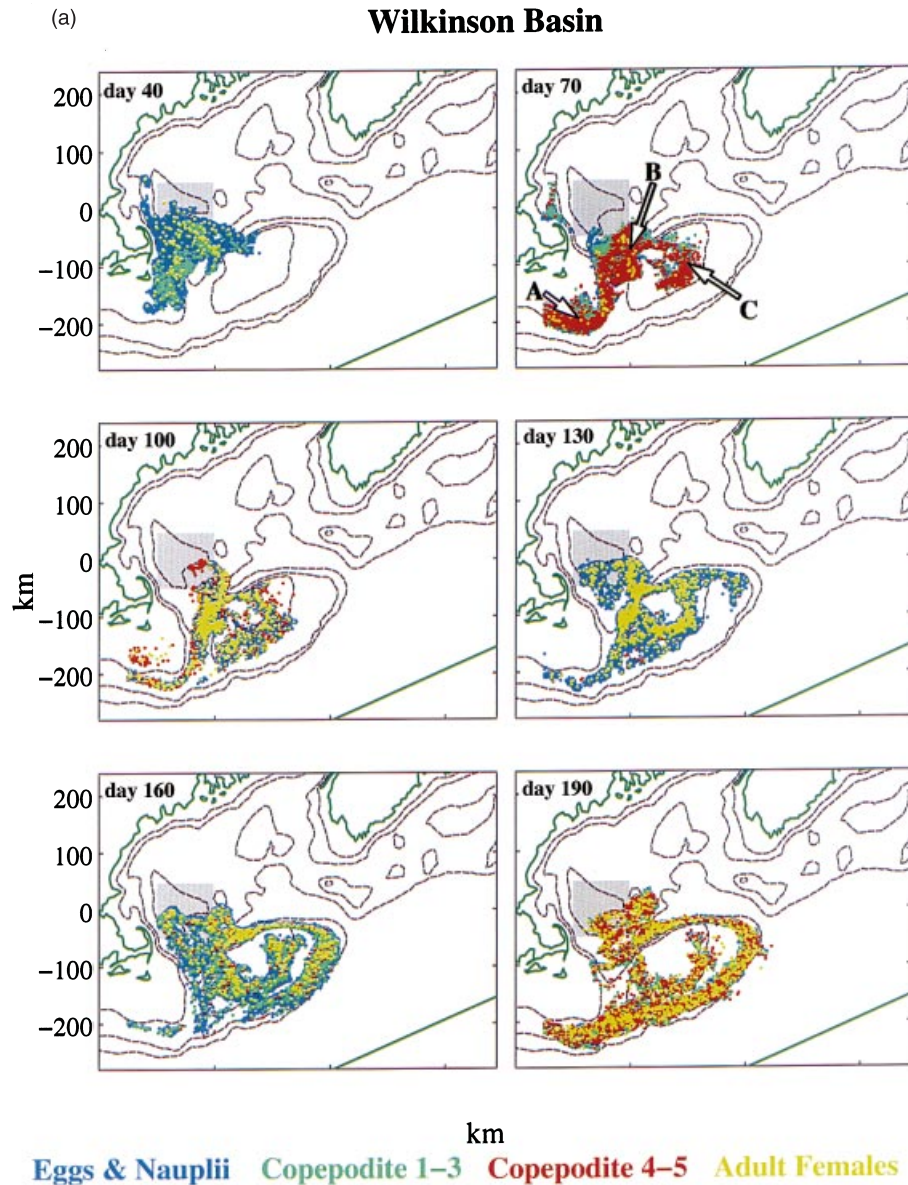 (a)
Wilkinson Basin
day 40
200
100
0
−100
−200
day 70
A
B
C
day 100
200
100
0
−100
−200
km
day 130
day 160
200
100
0
−100
−200
day 190
km
Eggs & Nauplii Copepodite 1−3 Copepodite 4−5 Adult Females